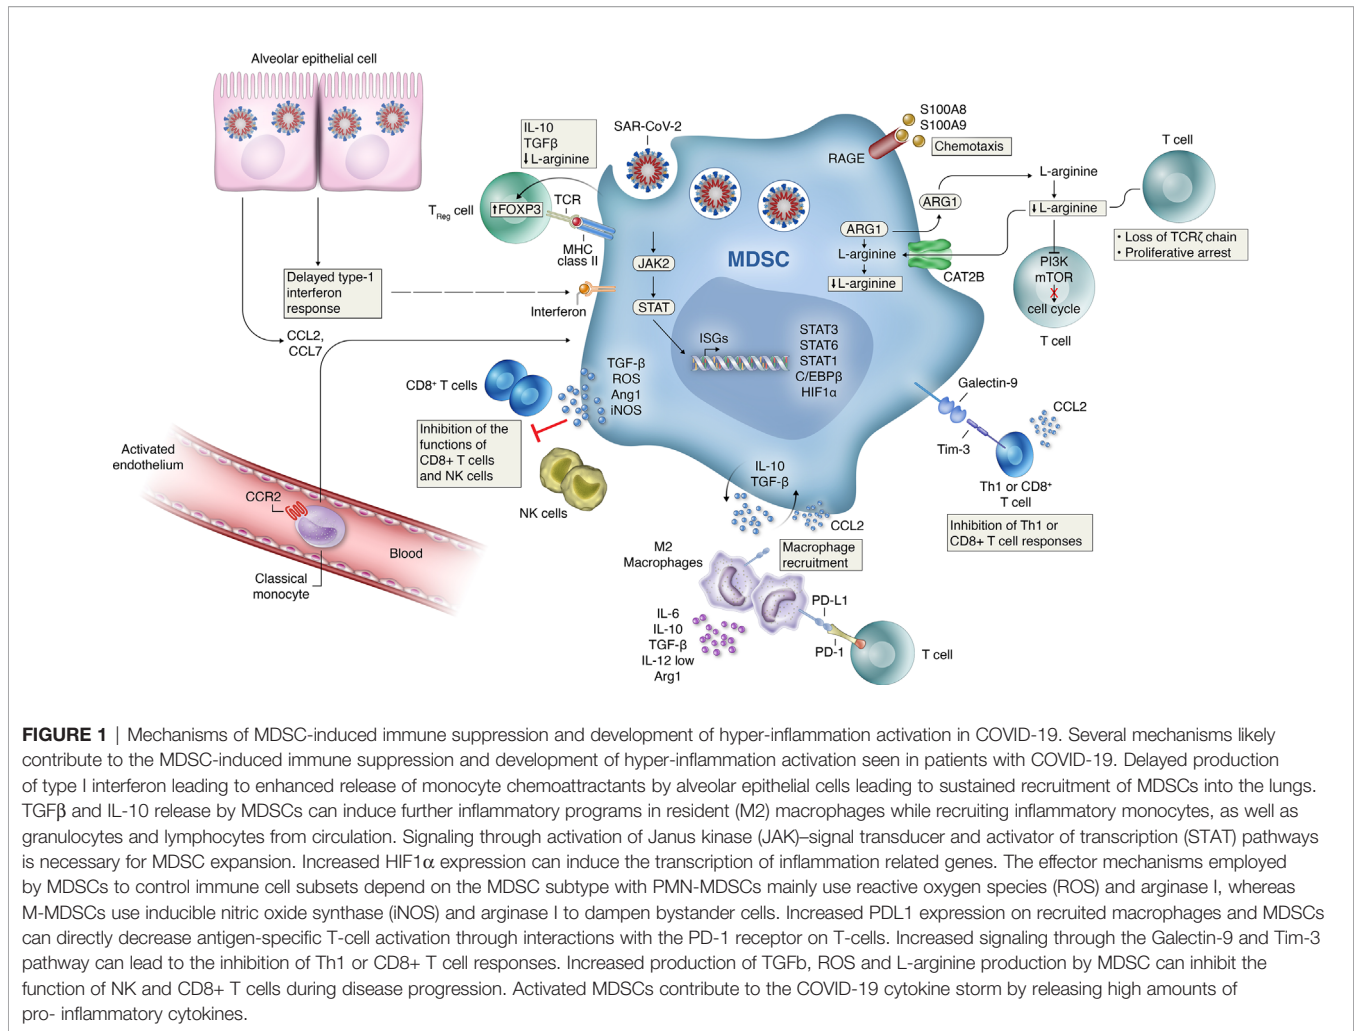 Alveolar epithelial cell
IL-10
TGFβ
↓L-arginine
SAR-CoV-2
S100A8
S100A9
Chemotaxis
RAGE
T cell
L-arginine
↓L-arginine
ARG1
ARG1
L-arginine
↓L-arginine
CAT2B
• Loss of TCRζ chain
• Proliferative arrest
PI3K
mTOR
cell cycle
T cell
TReg cell
↑FOXP3
TCR
MHC
class II
JAK2
STAT
MDSC
Delayed type-1
interferon
response
Interferon
CCL2,
CCL7
ISGs
STAT3
STAT6
STAT1
C/EBPβ
HIF1α
TGF-β
ROS
Ang1
iNOS
CD8+ T cells
Inhibition of the
functions of
CD8+ T cells
and NK cells
NK cells
Galectin-9
CCL2
Tim-3
Th1 or CD8+
T cell
Inhibition of Th1 or
CD8+ T cell responses
Activated
endothelium
CCR2
Blood
Classical
monocyte
IL-10
TGF-β
CCL2
M2
Macrophages
Macrophage
recruitment
IL-6
IL-10
TGF-β
IL-12 low
Arg1
PD-L1
PD-1
T cell
FIGURE 1 | Mechanisms of MDSC-induced immune suppression and development of hyper-inflammation activation in COVID-19. Several mechanisms likely
contribute to the MDSC-induced immune suppression and development of hyper-inflammation activation seen in patients with COVID-19. Delayed production
of type I interferon leading to enhanced release of monocyte chemoattractants by alveolar epithelial cells leading to sustained recruitment of MDSCs into the lungs.
TGFβ and IL-10 release by MDSCs can induce further inflammatory programs in resident (M2) macrophages while recruiting inflammatory monocytes, as well as
granulocytes and lymphocytes from circulation. Signaling through activation of Janus kinase (JAK)–signal transducer and activator of transcription (STAT) pathways
is necessary for MDSC expansion. Increased HIF1α expression can induce the transcription of inflammation related genes. The effector mechanisms employed
by MDSCs to control immune cell subsets depend on the MDSC subtype with PMN-MDSCs mainly use reactive oxygen species (ROS) and arginase I, whereas
M-MDSCs use inducible nitric oxide synthase (iNOS) and arginase I to dampen bystander cells. Increased PDL1 expression on recruited macrophages and MDSCs
can directly decrease antigen-specific T-cell activation through interactions with the PD-1 receptor on T-cells. Increased signaling through the Galectin-9 and Tim-3
pathway can lead to the inhibition of Th1 or CD8+ T cell responses. Increased production of TGFb, ROS and L-arginine production by MDSC can inhibit the
function of NK and CD8+ T cells during disease progression. Activated MDSCs contribute to the COVID-19 cytokine storm by releasing high amounts of
pro- inflammatory cytokines.